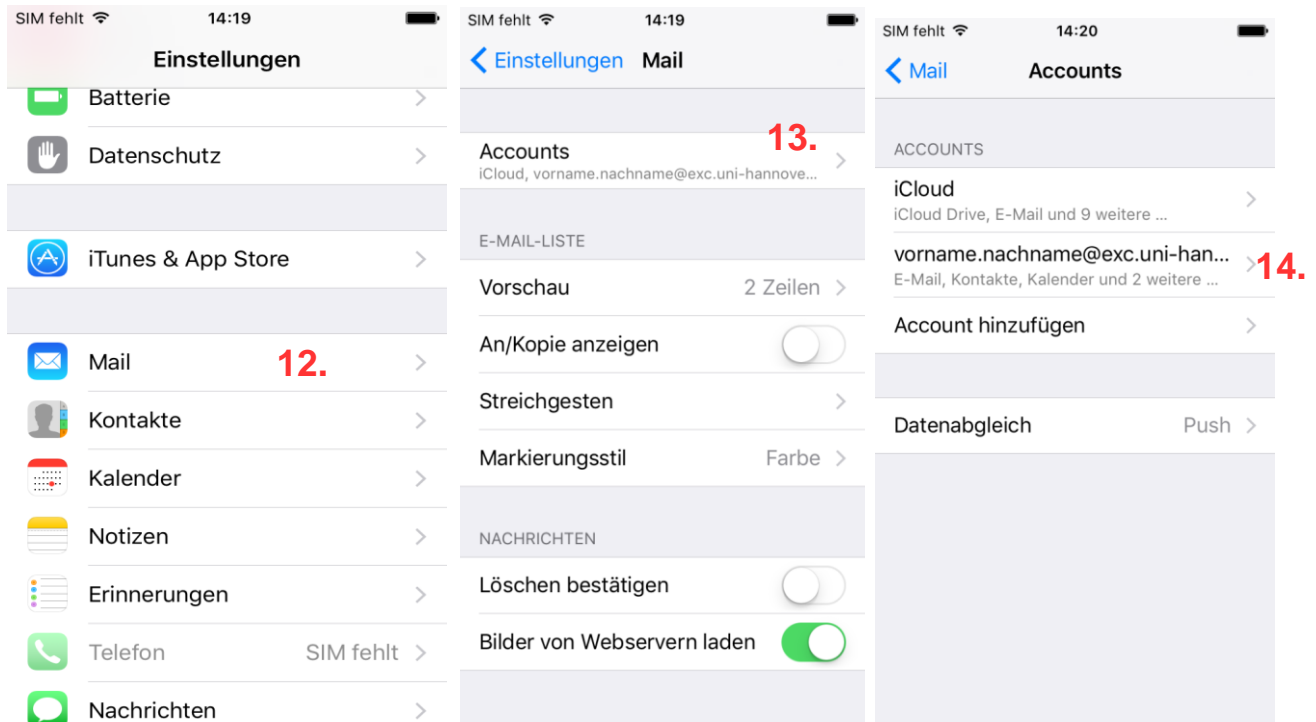 SIM fehlt 14:19
Einstellungen
Batterie
Datenschutz
iTunes & App Store
Mail 12.
Kontakte
Kalender
Notizen
Erinnerungen
Telefon SIM fehlt
Nachrichten
SIM fehlt 14:19
Einstellungen Mail
13.
Accounts
iCloud, vorname.nachname@exc.uni-hannove...
E-MAIL-LISTE
Vorschau 2 Zeilen
An/Kopie anzeigen
Streichgesten
Markierungsstil Farbe
NACHRICHTEN
Löschen bestätigen
Bilder von Webservern laden
SIM fehlt 14:20
Mail Accounts
ACCOUNTS
iCloud
iCloud Drive, E-Mail und 9 weitere ...
vorname.nachname@exc.uni-han...
14.
E-Mail, Kontakte, Kalender und 2 weitere ...
Account hinzufügen
Datenabgleich Push